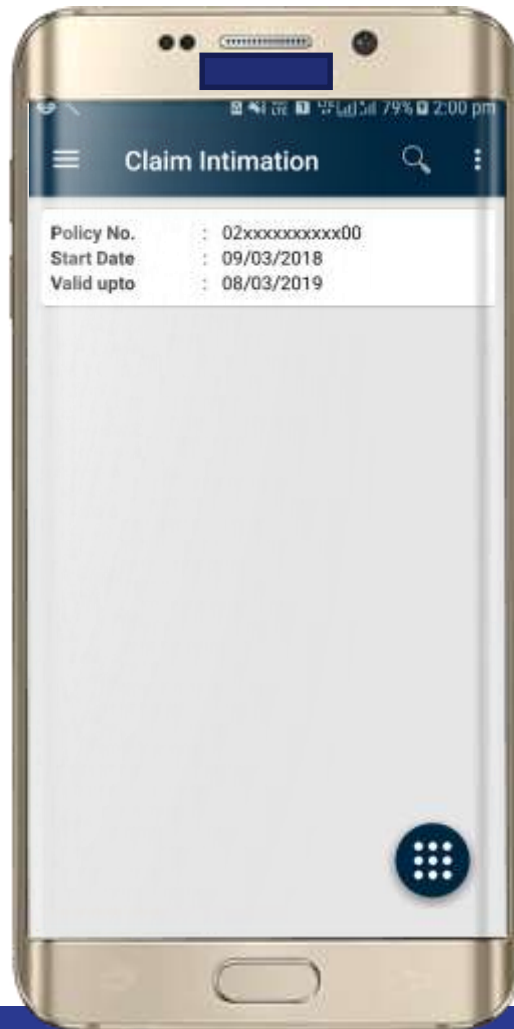 79% 2:00 pm
Claim Intimation
Policy No. : 02xxxxxxxxxx00
Start Date : 09/03/2018
Valid upto : 08/03/2019